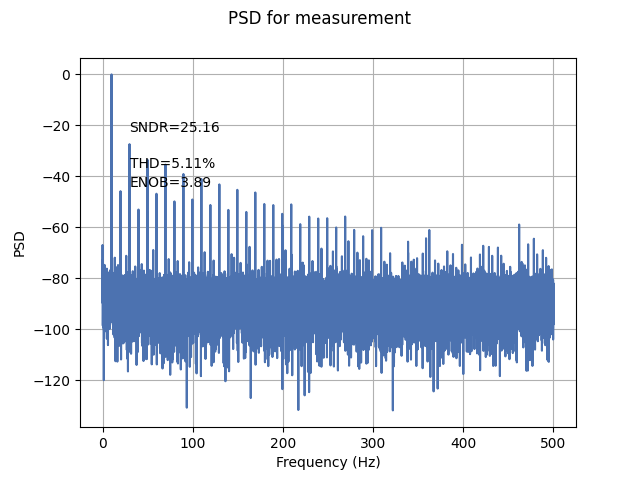 PSD for measurement
0
−20
−40
−60
−80
−100
−120
PSD
SNDR=25.16
THD=5.11%
ENOB=3.89
0
100
200
300
400
500
Frequency (Hz)